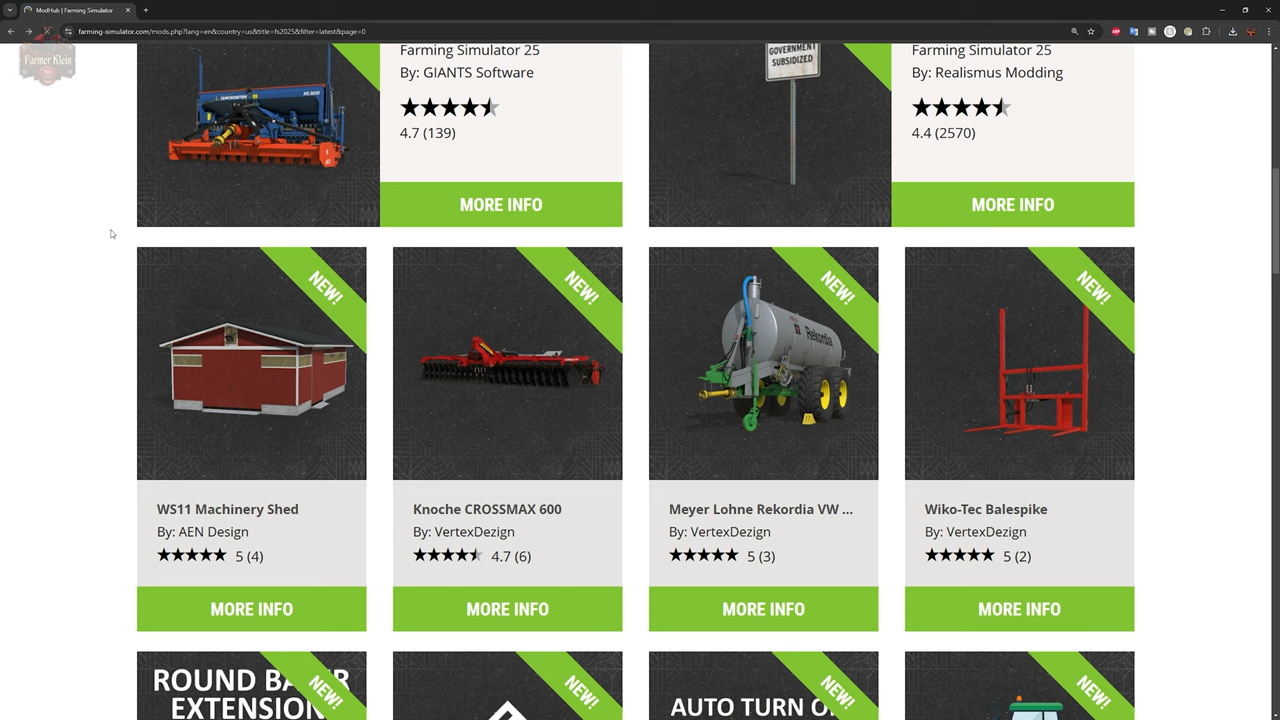 ModHub | Farming Simulator
farming-simulator.com/mods.php?lang=en&country=us&title=fs2025&filter=latest&page=0
Farmer Klein
Farming Simulator 25
By: GIANTS Software
4.7 (139)
MORE INFO
GOVERNMENT
SUBSIDIZED
Farming Simulator 25
By: Realismus Modding
4.4 (2570)
MORE INFO
NEW!
WS11 Machinery Shed
By: AEN Design
5 (4)
MORE INFO
NEW!
Knoche CROSSMAX 600
By: VertexDezign
4.7 (6)
MORE INFO
NEW!
Rekordia
Meyer Lohne Rekordia VW ...
By: VertexDezign
5 (3)
MORE INFO
NEW!
Wiko-Tec Balespike
By: VertexDezign
5 (2)
MORE INFO
ROUND BALER
EXTENSION
NEW!
NEW!
AUTO TURN O
NEW!
NEW!